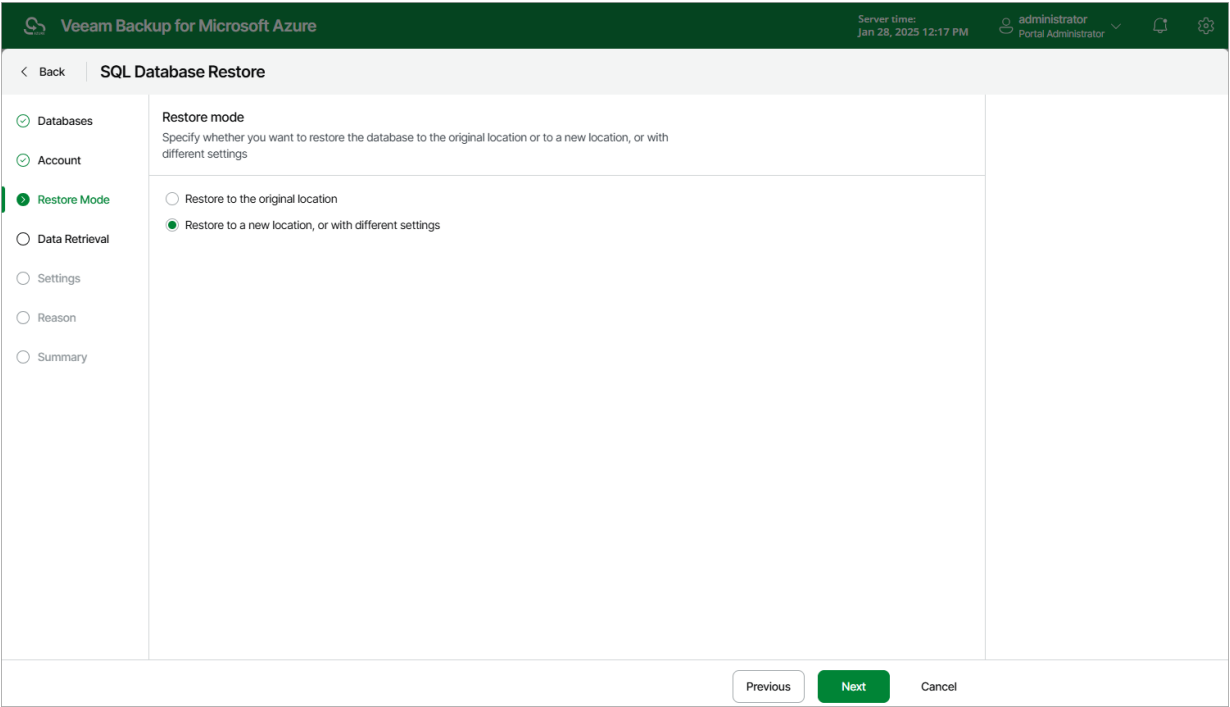 Veeam Backup for Microsoft Azure
Server time:
Jan 28, 2025 12:17 PM
administrator
Portal Administrator
Back
SQL Database Restore
Databases
Account
Restore Mode
Data Retrieval
Settings
Reason
Summary
Restore mode
Specify whether you want to restore the database to the original location or to a new location, or with
different settings
Restore to the original location
Restore to a new location, or with different settings
Previous
Next
Cancel